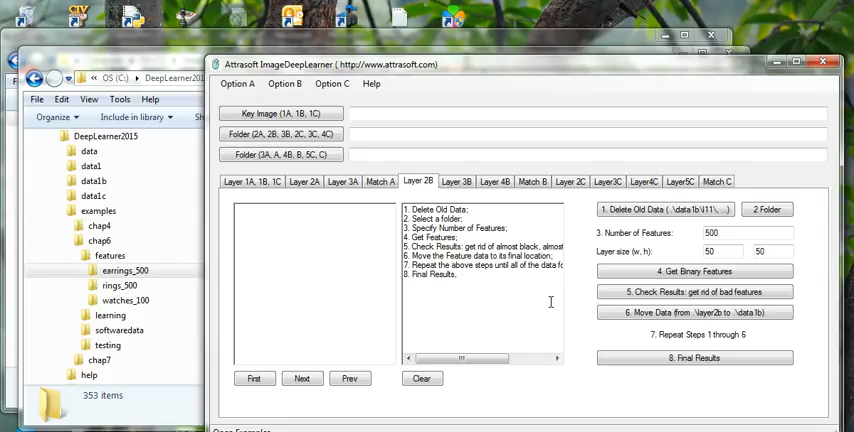 Attrasoft ImageDeepLearner ( http://www.attrasoft.com)
Option A Option B Option C Help
Key Image (1A, 1B, 1C)
Folder (2A, 2B, 3B, 2C, 3C, 4C)
Folder (3A, A, 4B, B, 5C, C)
Layer 1A, 1B, 1C Layer 2A Layer 3A Match A Layer 2B Layer 3B Layer 4B Match B Layer 2C Layer3C Layer4C Layer5C Match C
1. Delete Old Data;
2. Select a folder;
3. Specify Number of Features;
4. Get Features;
5. Check Results: get rid of almost black, almost
6. Move the Feature data to its final location;
7. Repeat the above steps until all of the data fo
8. Final Results,
First Next Prev Clear
1. Delete Old Data ( .\data1b\l11\, ...) 2 Folder
3. Number of Features: 500
Layer size (w, h): 50 50
4. Get Binary Features
5. Check Results: get rid of bad features
6. Move Data (from .\layer2b to .\data1b)
7. Repeat Steps 1 through 6
8. Final Results
OS (C:) DeepLearner201
File Edit View Tools Help
Organize Include in library Sh
DeepLearner2015
data
data1
data1b
data1c
examples
chap4
chap6
features
earrings_500
rings_500
watches_100
learning
softwaredata
testing
chap7
help
353 items